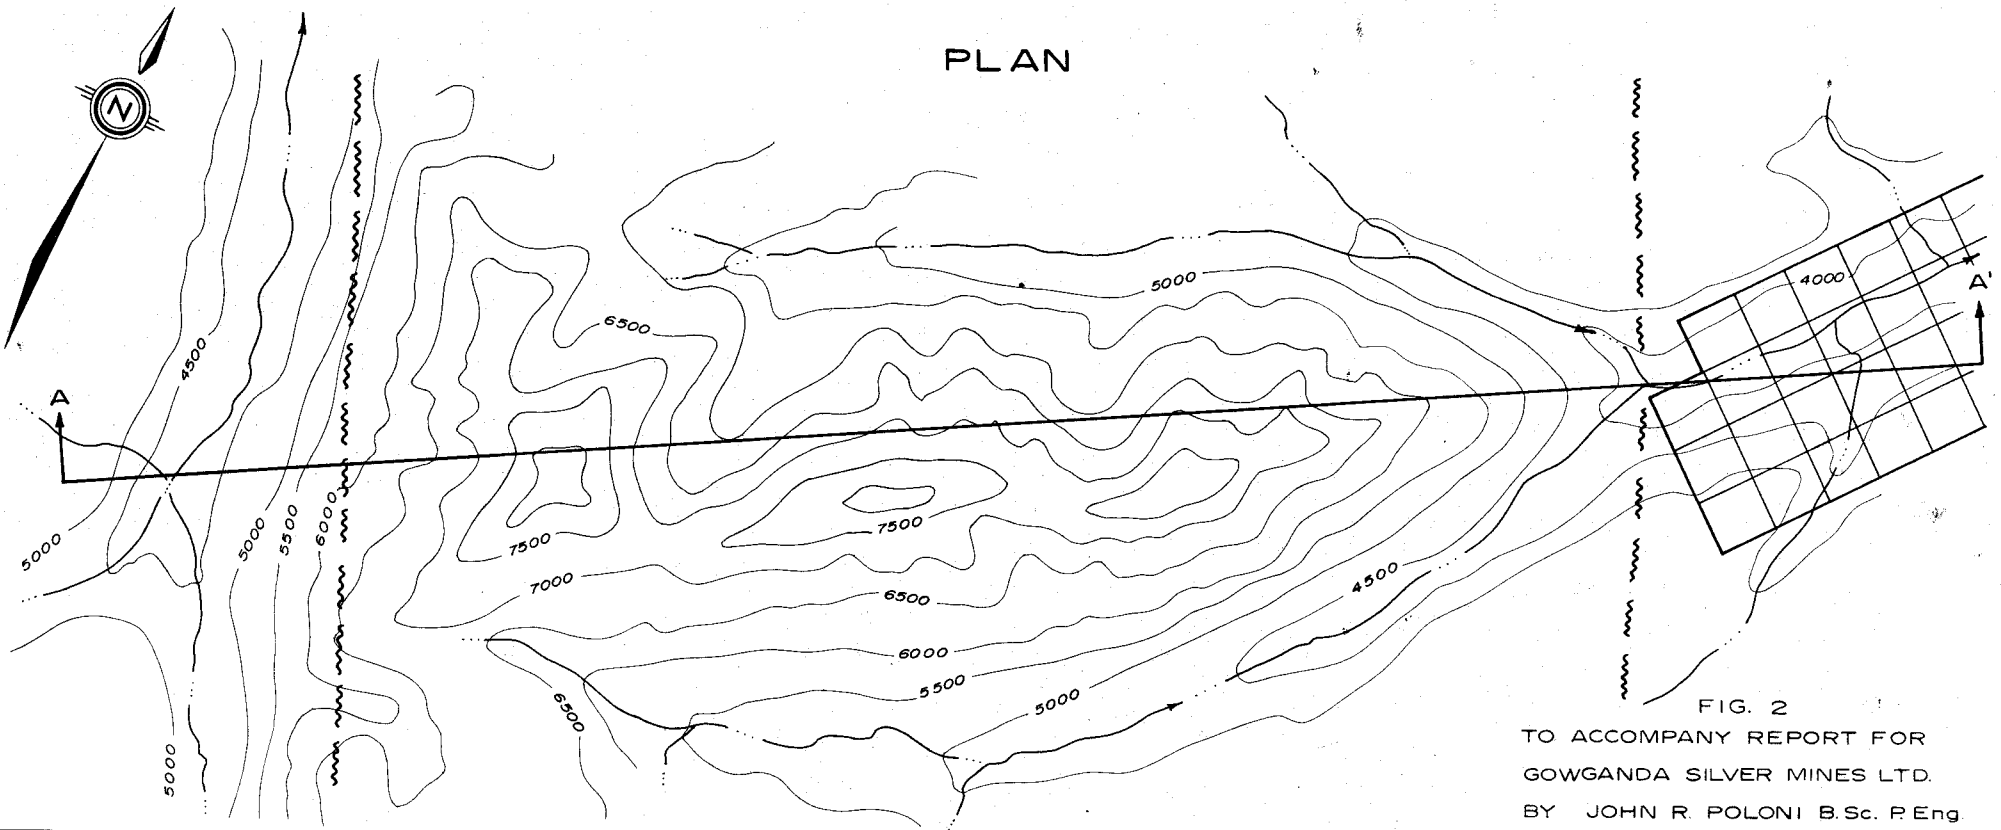 PLAN
N
5000
4000
A'
6500
4500
A
5000
5000
5500
6000
7500
7500
7000
6500
4500
6000
5500
5000
6500
5000
FIG. 2
TO ACCOMPANY REPORT FOR
GOWGANDA SILVER MINES LTD.
BY JOHN R. POLONI B.Sc. P.Eng.